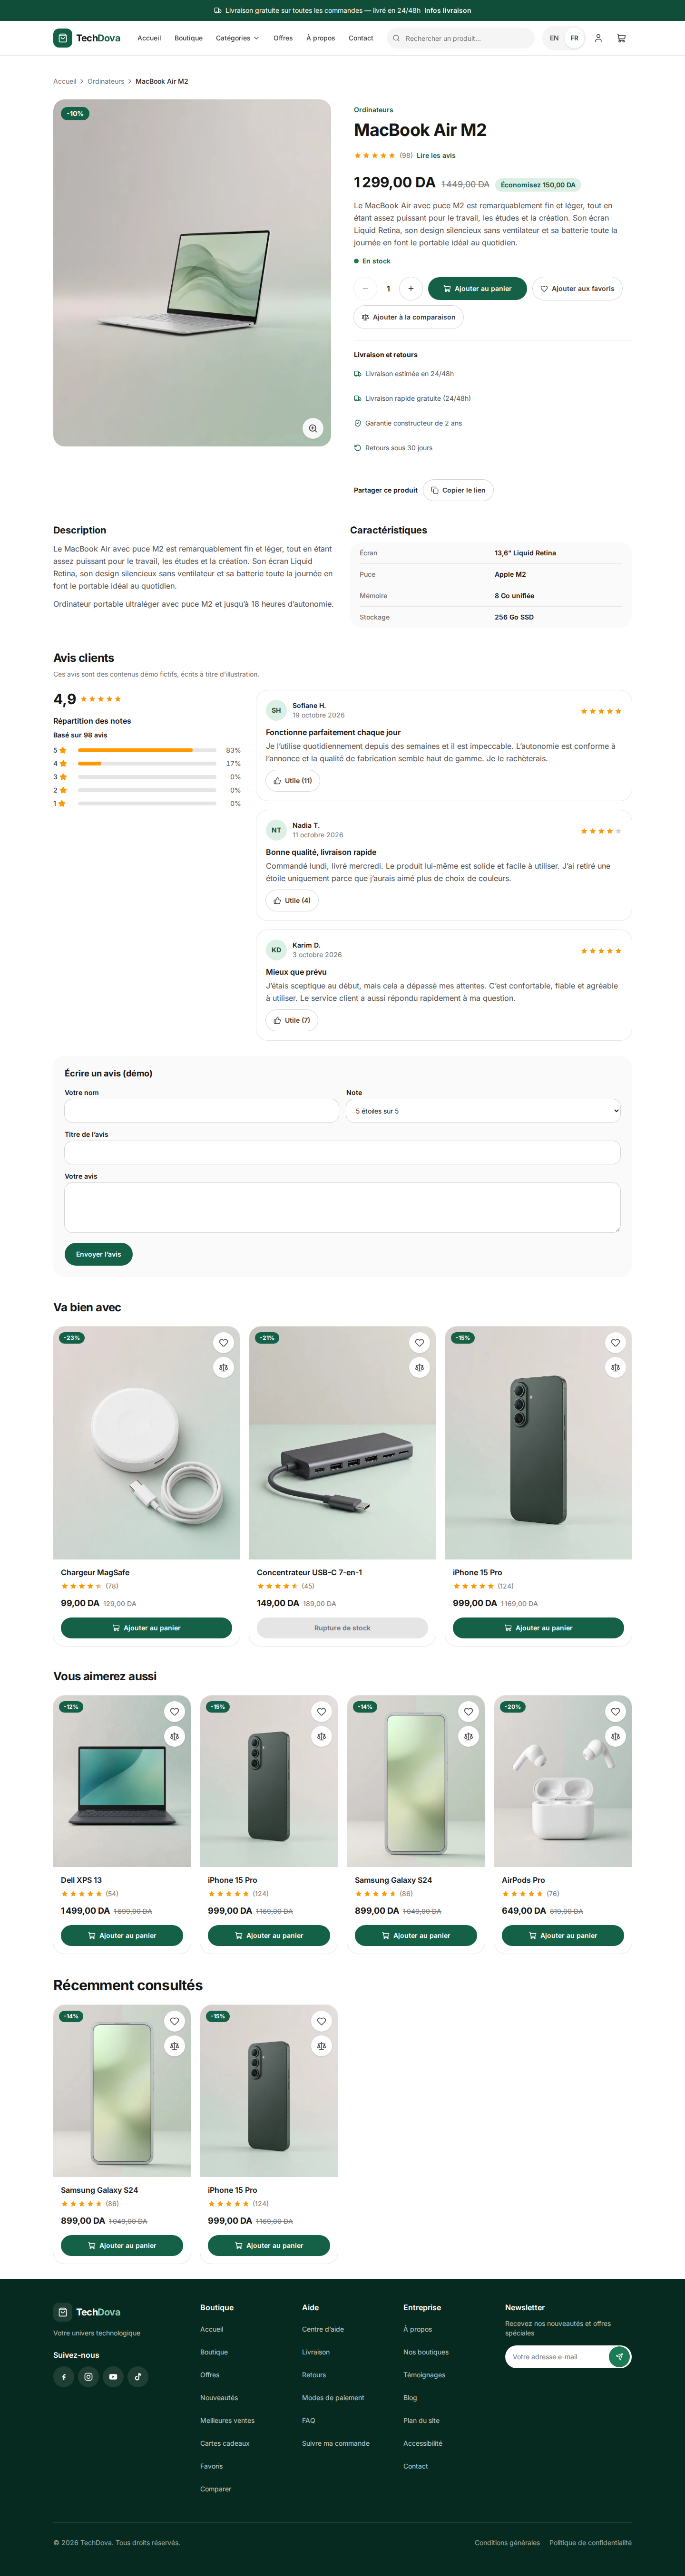 Livraison gratuite sur toutes les commandes — livré en 24/48h Infos livraison
TechDova Accueil Boutique Catégories Offres À propos Contact Rechercher un produit... EN FR
Accueil > Ordinateurs > MacBook Air M2
-10%
Ordinateurs
MacBook Air M2
(98) Lire les avis
1 299,00 DA 1 449,00 DA Économisez 150,00 DA
Le MacBook Air avec puce M2 est remarquablement fin et léger, tout en
étant assez puissant pour le travail, les études et la création. Son écran
Liquid Retina, son design silencieux sans ventilateur et sa batterie toute la
journée en font le portable idéal au quotidien.
En stock
1 Ajouter au panier Ajouter aux favoris
Ajouter à la comparaison
Livraison et retours
Livraison estimée en 24/48h
Livraison rapide gratuite (24/48h)
Garantie constructeur de 2 ans
Retours sous 30 jours
Partager ce produit Copier le lien
Description
Le MacBook Air avec puce M2 est remarquablement fin et léger, tout en étant
assez puissant pour le travail, les études et la création. Son écran Liquid
Retina, son design silencieux sans ventilateur et sa batterie toute la journée en
font le portable idéal au quotidien.
Ordinateur portable ultraléger avec puce M2 et jusqu’à 18 heures d’autonomie.
Caractéristiques
Écran 13,6" Liquid Retina
Puce Apple M2
Mémoire 8 Go unifiée
Stockage 256 Go SSD
Avis clients
Ces avis sont des contenus démo fictifs, écrits à titre d’illustration.
4,9
Répartition des notes
Basé sur 98 avis
5 83%
4 17%
3 0%
2 0%
1 0%
SH Sofiane H.
19 octobre 2026
Fonctionne parfaitement chaque jour
Je l’utilise quotidiennement depuis des semaines et il est impeccable. L’autonomie est conforme à
l’annonce et la qualité de fabrication semble haut de gamme. Je le rachèterais.
Utile (11)
NT Nadia T.
11 octobre 2026
Bonne qualité, livraison rapide
Commandé lundi, livré mercredi. Le produit lui-même est solide et facile à utiliser. J’ai retiré une
étoile uniquement parce que j’aurais aimé plus de choix de couleurs.
Utile (4)
KD Karim D.
3 octobre 2026
Mieux que prévu
J’étais sceptique au début, mais cela a dépassé mes attentes. C’est confortable, fiable et agréable
à utiliser. Le service client a aussi répondu rapidement à ma question.
Utile (7)
Écrire un avis (démo)
Votre nom Note
5 étoiles sur 5
Titre de l’avis
Votre avis
Envoyer l’avis
Va bien avec
-23% -21% -15%
Chargeur MagSafe
(78)
99,00 DA 129,00 DA
Ajouter au panier
Concentrateur USB-C 7-en-1
(45)
149,00 DA 189,00 DA
Rupture de stock
iPhone 15 Pro
(124)
999,00 DA 1 169,00 DA
Ajouter au panier
Vous aimerez aussi
-12% -15% -14% -20%
Dell XPS 13
(54)
1 499,00 DA 1 699,00 DA
Ajouter au panier
iPhone 15 Pro
(124)
999,00 DA 1 169,00 DA
Ajouter au panier
Samsung Galaxy S24
(86)
899,00 DA 1 049,00 DA
Ajouter au panier
AirPods Pro
(76)
649,00 DA 819,00 DA
Ajouter au panier
Récemment consultés
-14% -15%
Samsung Galaxy S24
(86)
899,00 DA 1 049,00 DA
Ajouter au panier
iPhone 15 Pro
(124)
999,00 DA 1 169,00 DA
Ajouter au panier
TechDova
Votre univers technologique
Suivez-nous
Boutique
Accueil
Boutique
Offres
Nouveautés
Meilleures ventes
Cartes cadeaux
Favoris
Comparer
Aide
Centre d’aide
Livraison
Retours
Modes de paiement
FAQ
Suivre ma commande
Entreprise
À propos
Nos boutiques
Témoignages
Blog
Plan du site
Accessibilité
Contact
Newsletter
Recevez nos nouveautés et offres
spéciales
Votre adresse e-mail
© 2026 TechDova. Tous droits réservés. Conditions générales Politique de confidentialité